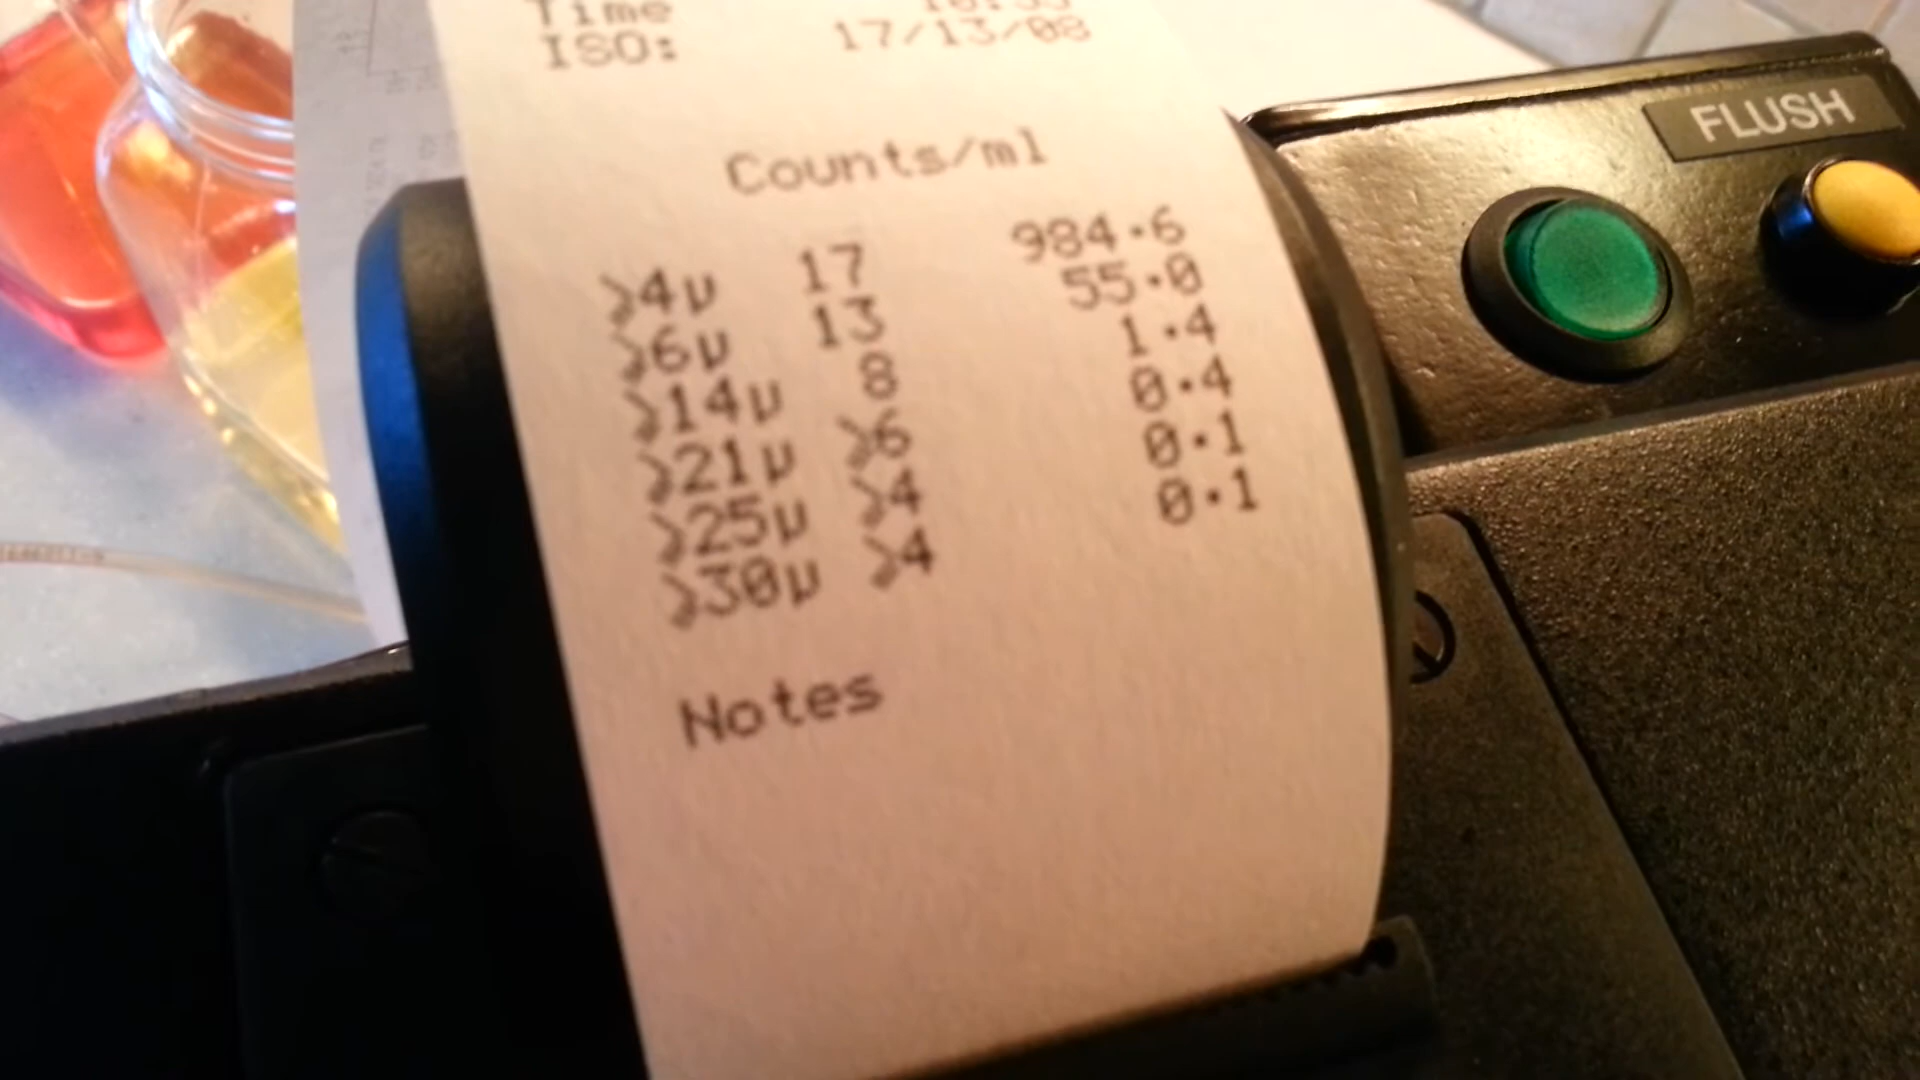 Time
ISO: 17/13/08
Counts/ml
>4μ 17 984.6
>6μ 13 55.0
>14μ 8 1.4
>21μ >6 0.4
>25μ >4 0.1
>30μ >4 0.1
Notes
FLUSH